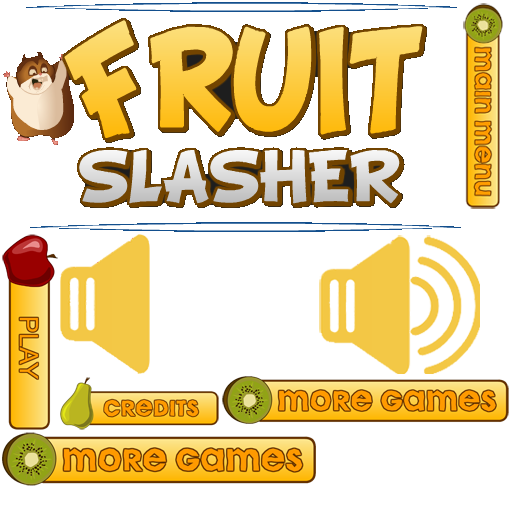 FRUIT
SLASHER
main menu
PLAY
CREDITS
more games
more games